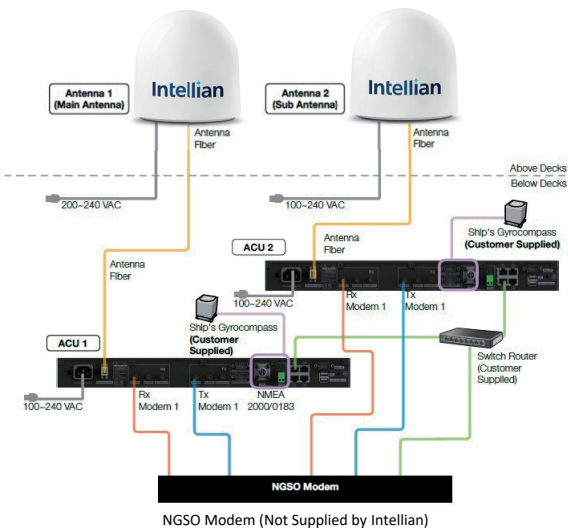 Antenna 1
(Main Antenna)
Intellian
Antenna 2
(Sub Antenna)
Intellian
Antenna
Fiber
Antenna
Fiber
Above Decks
Below Decks
200~240 VAC
100~240 VAC
Ship's Gyrocompass
(Customer Supplied)
Antenna
Fiber
ACU 2
Antenna
Fiber
100~240 VAC
Rx
Modem 1
Tx
Modem 1
Ship's Gyrocompass
(Customer
Supplied)
ACU 1
Switch Router
(Customer
Supplied)
100~240 VAC
Rx
Modem 1
Tx
Modem 1
NMEA
2000/0183
NGSO Modem
NGSO Modem (Not Supplied by Intellian)